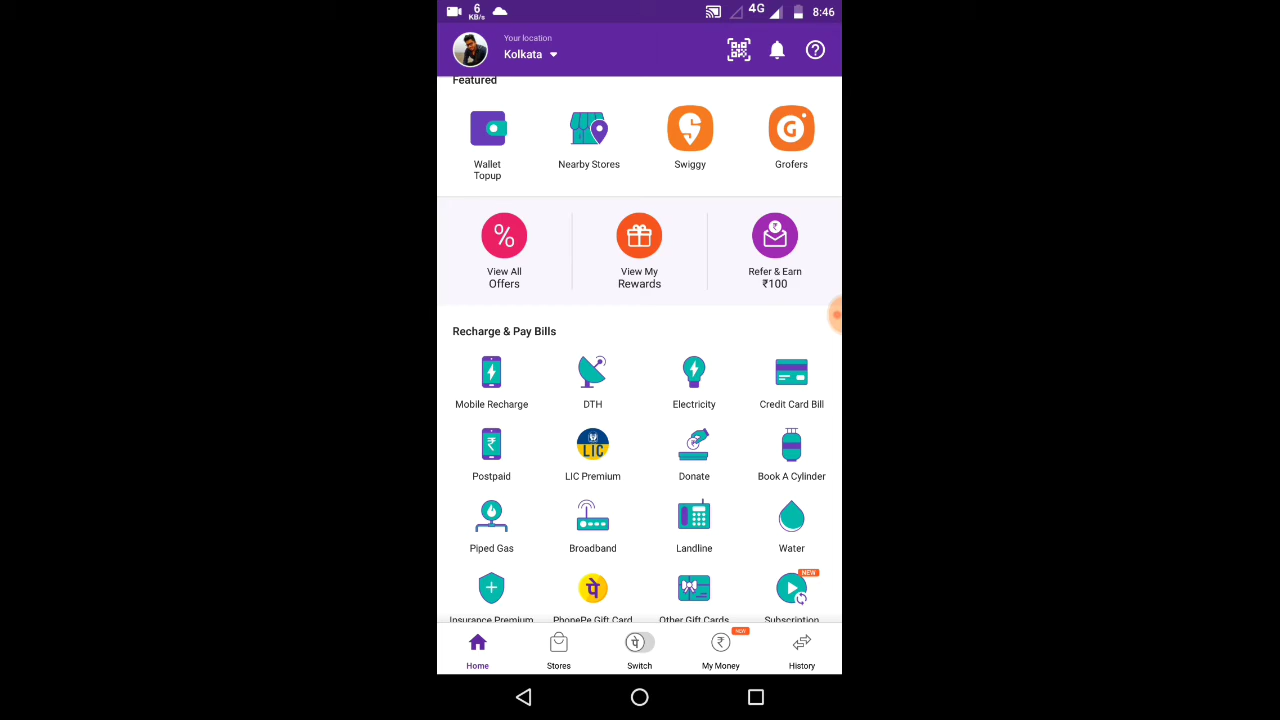 6
KB/s
4G
8:46
Your location
Kolkata
Featured
G
Wallet
Topup
Nearby Stores
Swiggy
Grofers
%
₹
View All
Offers
View My
Rewards
Refer & Earn
₹100
Recharge & Pay Bills
Mobile Recharge
DTH
Electricity
Credit Card Bill
₹
LIC
Postpaid
LIC Premium
Donate
Book A Cylinder
Piped Gas
Broadband
Landline
Water
पे
NEW
Insurance Premium
PhonePe Gift Card
Other Gift Cards
Subscription
पे
₹
NEW
Home
Stores
Switch
My Money
History